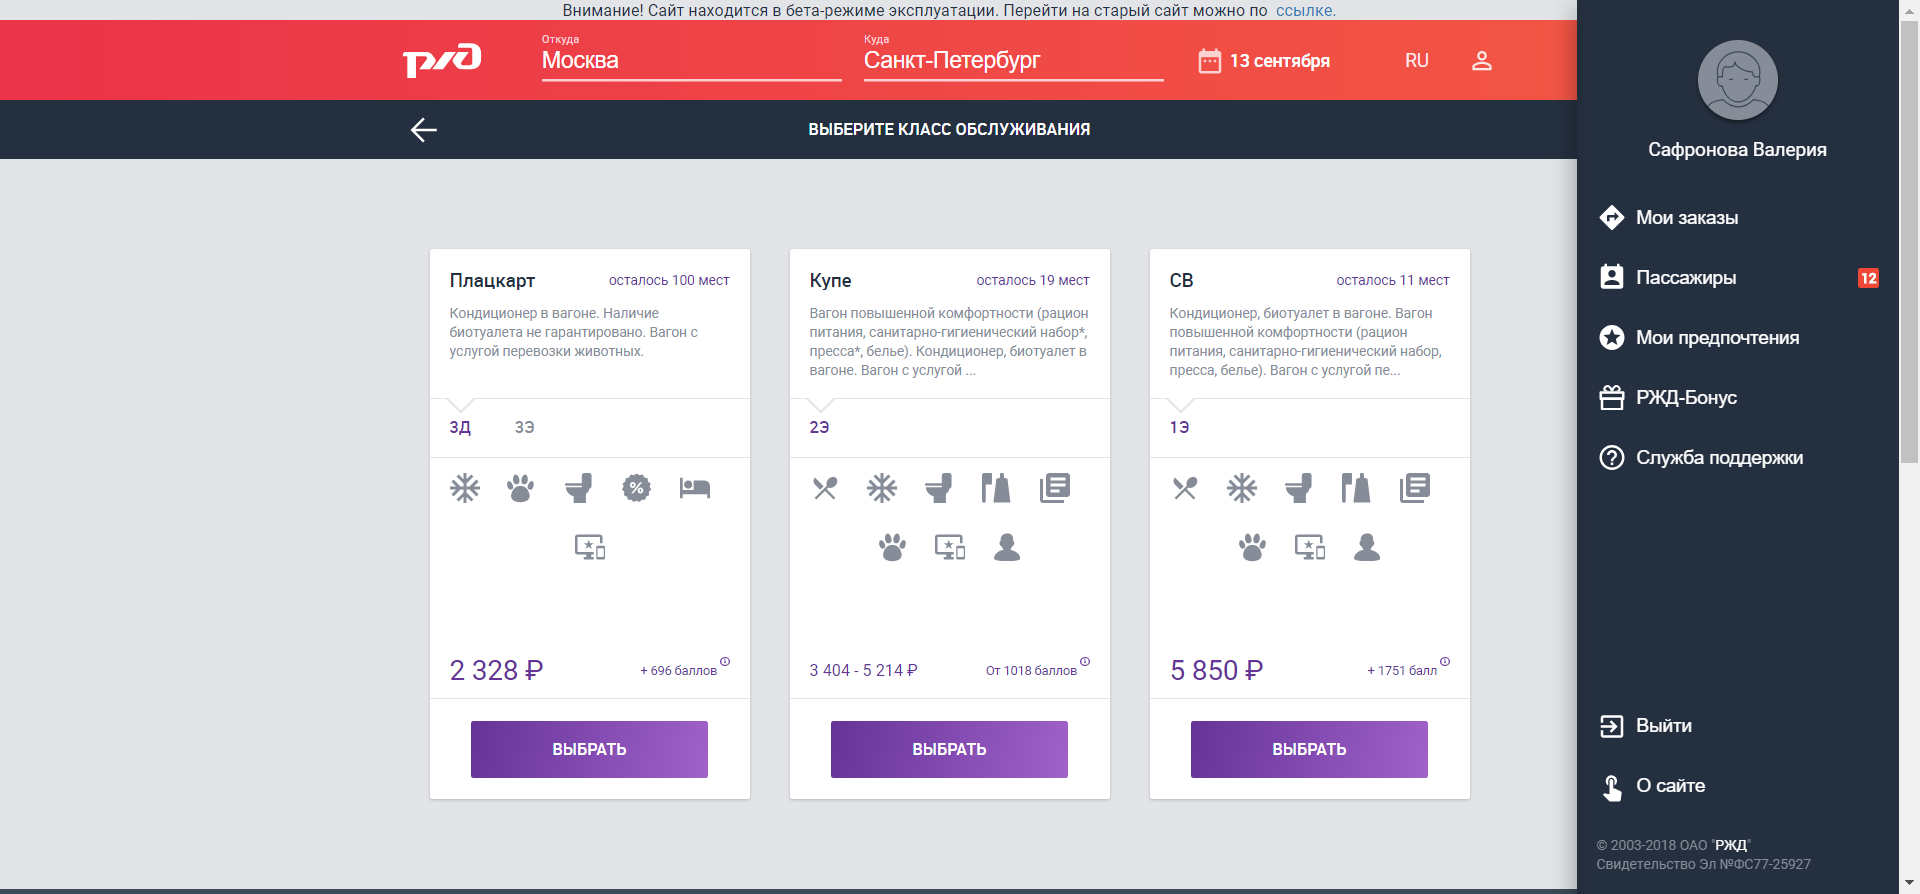 Внимание! Сайт находится в бета-режиме эксплуатации. Перейти на старый сайт можно по ссылке.
РЖД
Откуда
Москва
Куда
Санкт-Петербург
13 сентября
RU
ВЫБЕРИТЕ КЛАСС ОБСЛУЖИВАНИЯ
Плацкарт
осталось 100 мест
Кондиционер в вагоне. Наличие
биотуалета не гарантировано. Вагон с
услугой перевозки животных.
3Д
3Э
%
2 328 ₽
+ 696 баллов
ВЫБРАТЬ
Купе
осталось 19 мест
Вагон повышенной комфортности (рацион
питания, санитарно-гигиенический набор*,
пресса*, белье). Кондиционер, биотуалет в
вагоне. Вагон с услугой ...
2Э
3 404 - 5 214 ₽
От 1018 баллов
ВЫБРАТЬ
СВ
осталось 11 мест
Кондиционер, биотуалет в вагоне. Вагон
повышенной комфортности (рацион
питания, санитарно-гигиенический набор,
пресса, белье). Вагон с услугой пе...
1Э
5 850 ₽
+ 1751 балл
ВЫБРАТЬ
Сафронова Валерия
Мои заказы
Пассажиры
12
Мои предпочтения
РЖД-Бонус
Служба поддержки
Выйти
О сайте
© 2003-2018 ОАО "РЖД"
Свидетельство Эл №ФС77-25927